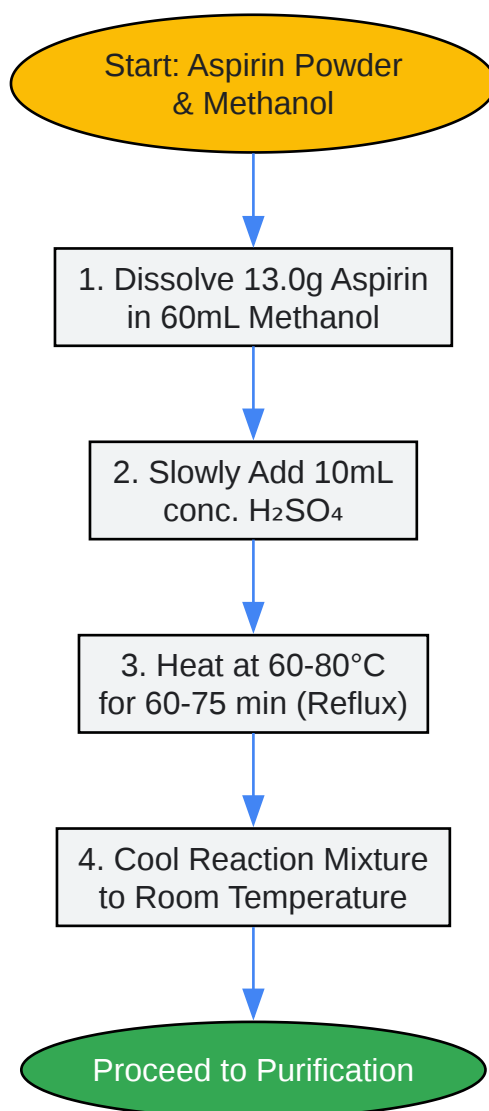 Start: Aspirin Powder
& Methanol
1. Dissolve 13.0g Aspirin
in 60mL Methanol
2. Slowly Add 10mL
conc. H₂SO₄
3. Heat at 60-80°C
for 60-75 min (Reflux)
4. Cool Reaction Mixture
to Room Temperature
Proceed to Purification